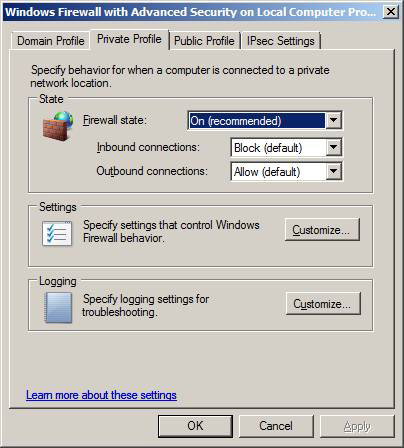 Windows Firewall with Advanced Security on Local Computer Pro...
Domain Profile Private Profile Public Profile IPsec Settings
Specify behavior for when a computer is connected to a private
network location.
State
Firewall state: On (recommended)
Inbound connections: Block (default)
Outbound connections: Allow (default)
Settings
Specify settings that control Windows
Firewall behavior.
Customize...
Logging
Specify logging settings for
troubleshooting.
Customize...
Learn more about these settings
OK Cancel Apply